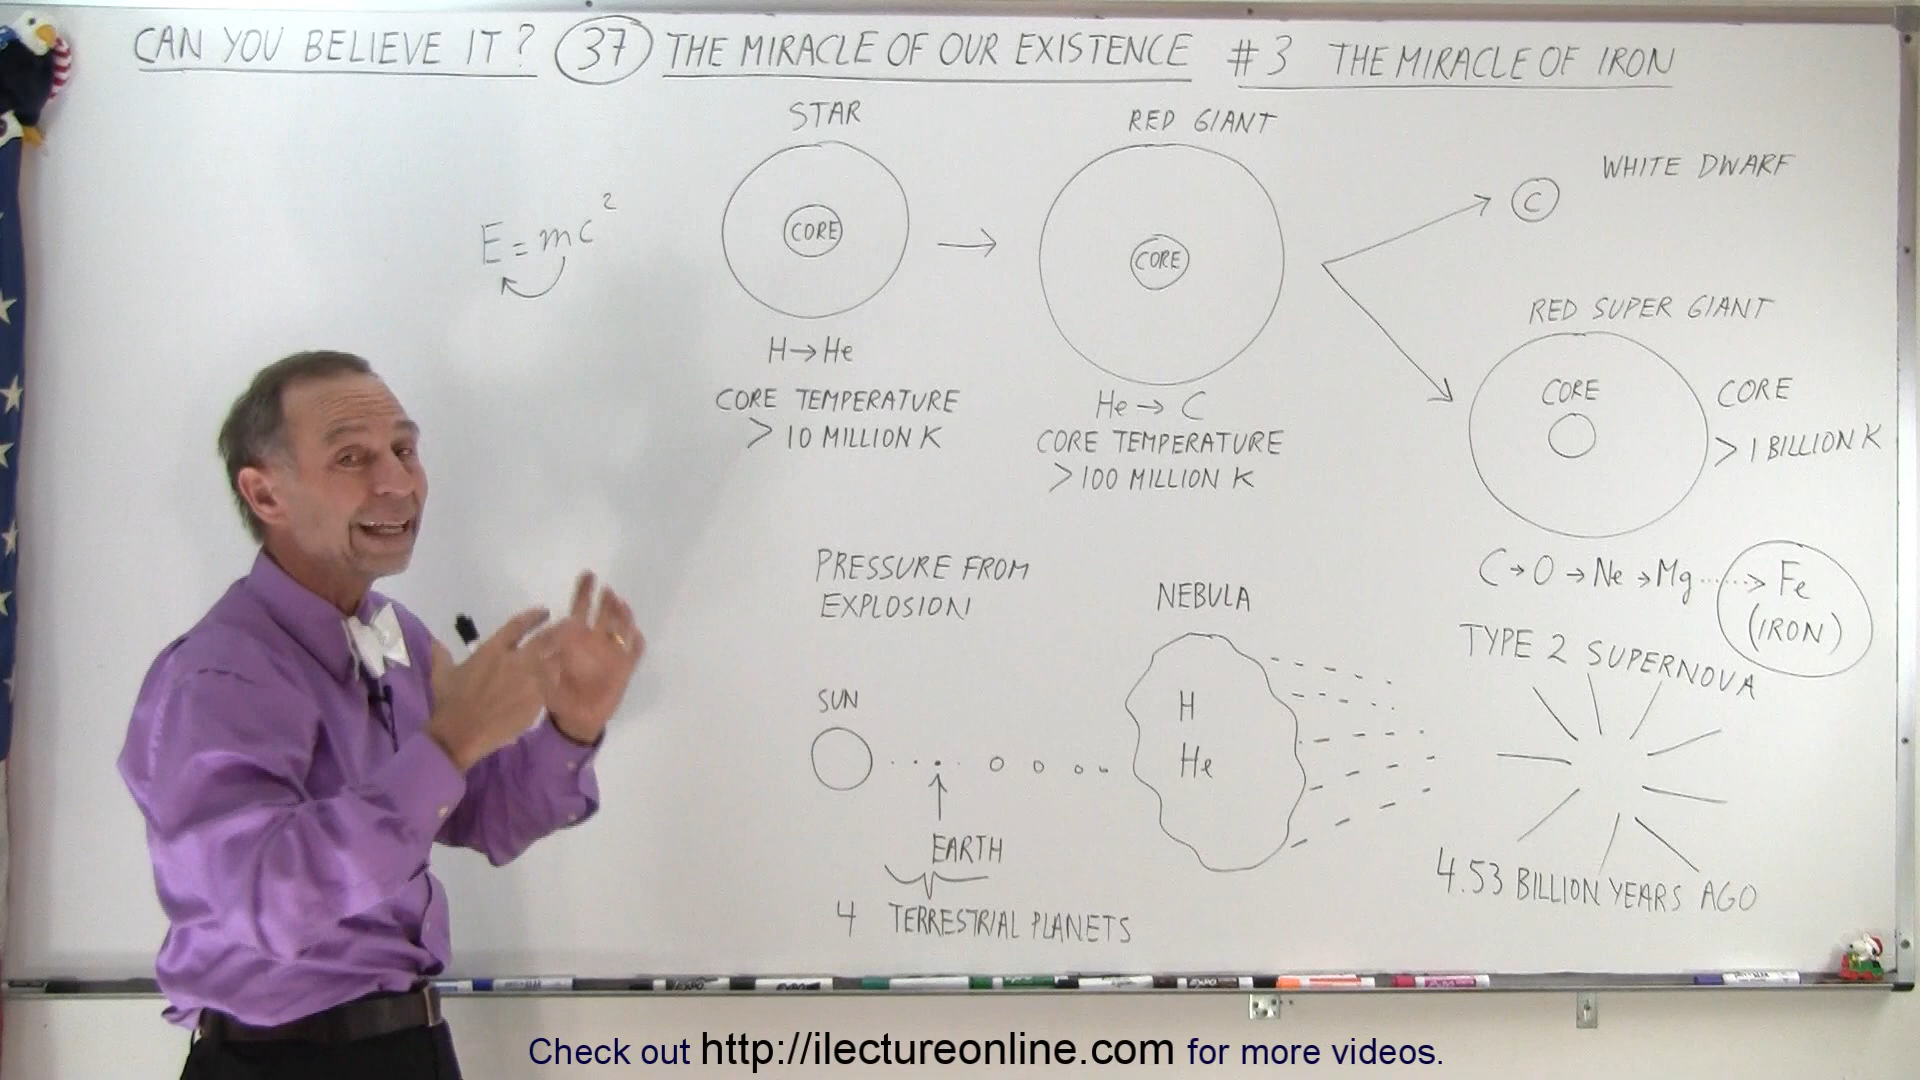 CAN YOU BELIEVE IT? 37 THE MIRACLE OF OUR EXISTENCE #3 THE MIRACLE OF IRON
E=mc²
STAR
CORE
H→He
CORE TEMPERATURE
>10 MILLION K
RED GIANT
CORE
He→C
CORE TEMPERATURE
>100 MILLION K
WHITE DWARF
C
RED SUPER GIANT
CORE
CORE
>1 BILLION K
C→O→Ne→Mg.....→Fe
(IRON)
TYPE 2 SUPERNOVA
4.53 BILLION YEARS AGO
NEBULA
H
He
PRESSURE FROM
EXPLOSION
SUN
EARTH
4 TERRESTRIAL PLANETS
Check out http://ilectureonline.com for more videos.